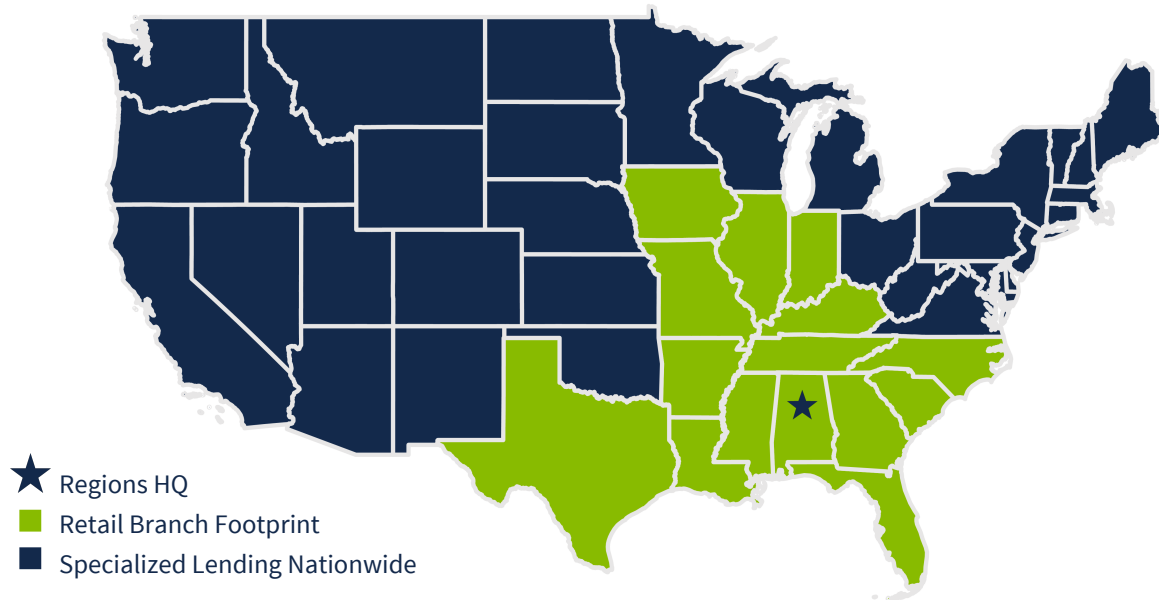 Regions HQ
Retail Branch Footprint
Specialized Lending Nationwide